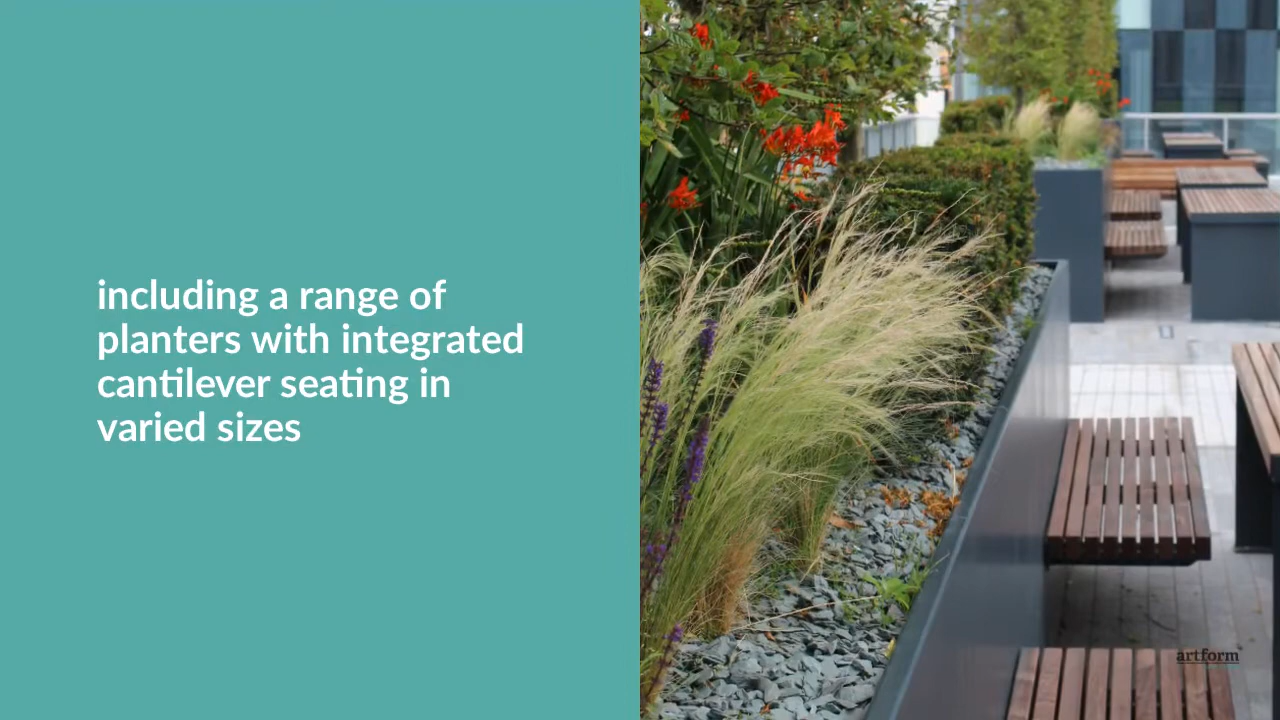 including a range of
planters with integrated
cantilever seating in
varied sizes
artform